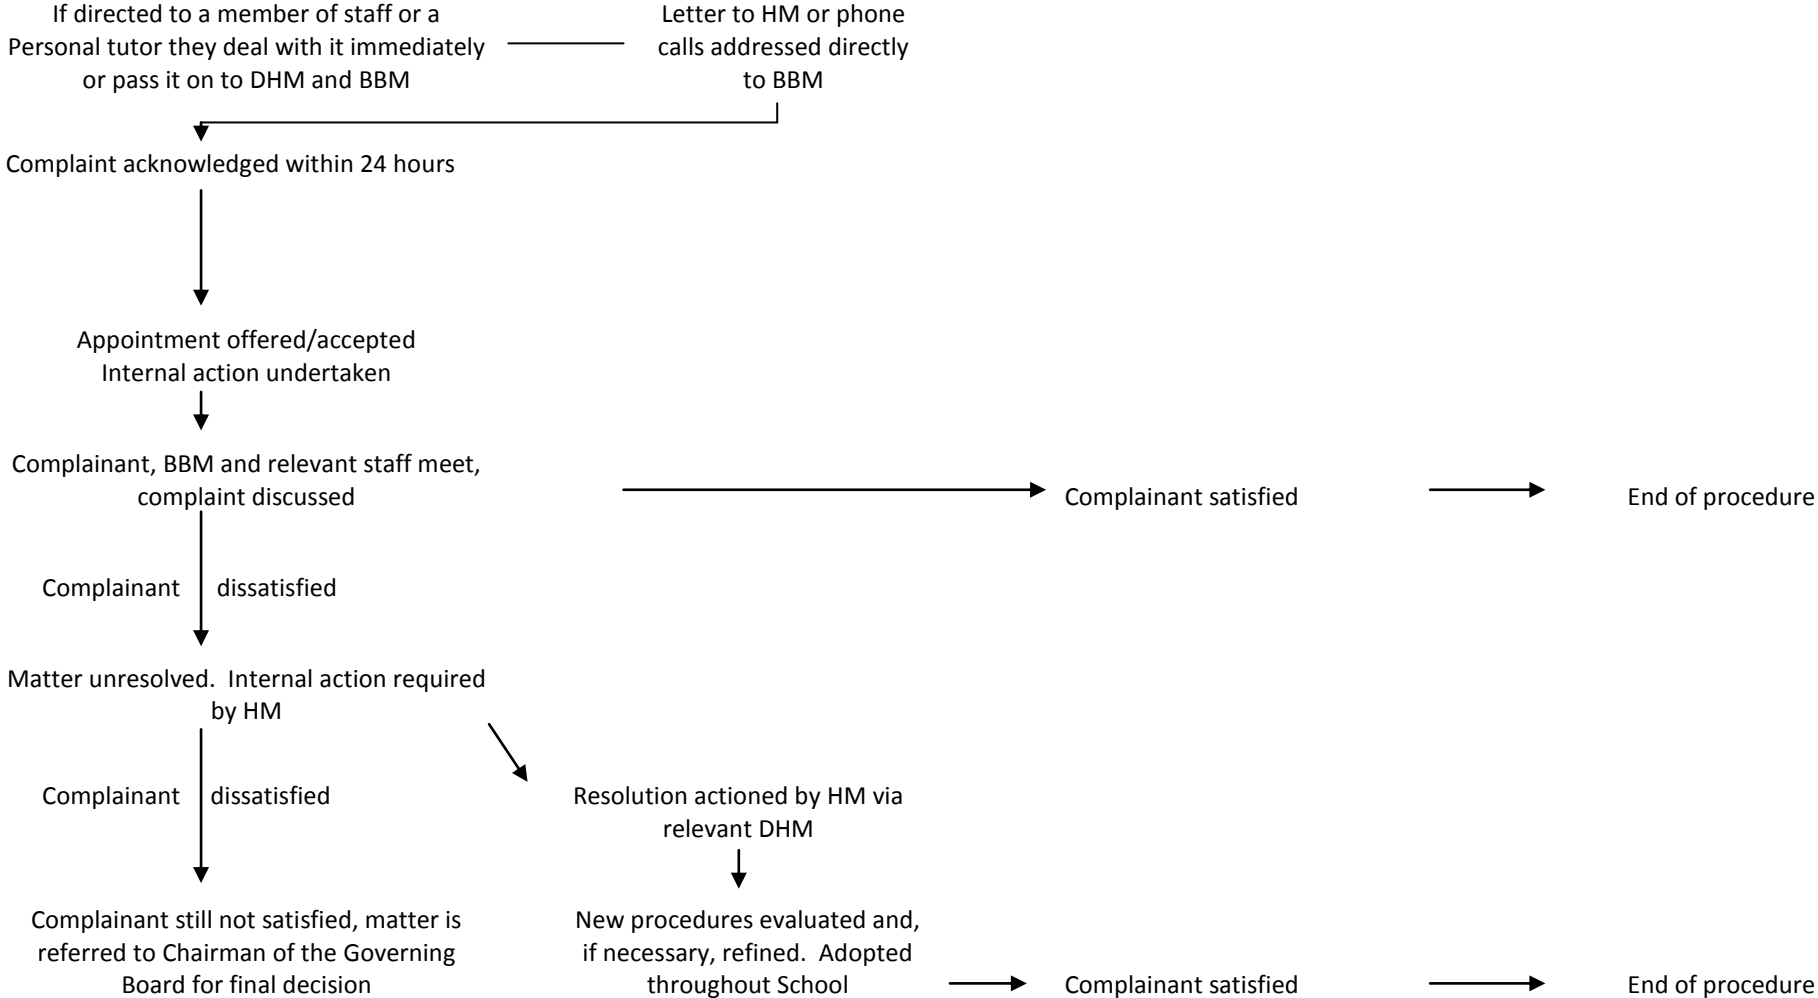 If directed to a member of staff or a
Personal tutor they deal with it immediately
or pass it on to DHM and BBM
Letter to HM or phone
calls addressed directly
to BBM
Complaint acknowledged within 24 hours
Appointment offered/accepted
Internal action undertaken
Complainant, BBM and relevant staff meet,
complaint discussed
Complainant satisfied
End of procedure
Complainant dissatisfied
Matter unresolved.  Internal action required
by HM
Complainant dissatisfied
Resolution actioned by HM via
relevant DHM
Complainant still not satisfied, matter is
referred to Chairman of the Governing
Board for final decision
New procedures evaluated and,
if necessary, refined.  Adopted
throughout School
Complainant satisfied
End of procedure